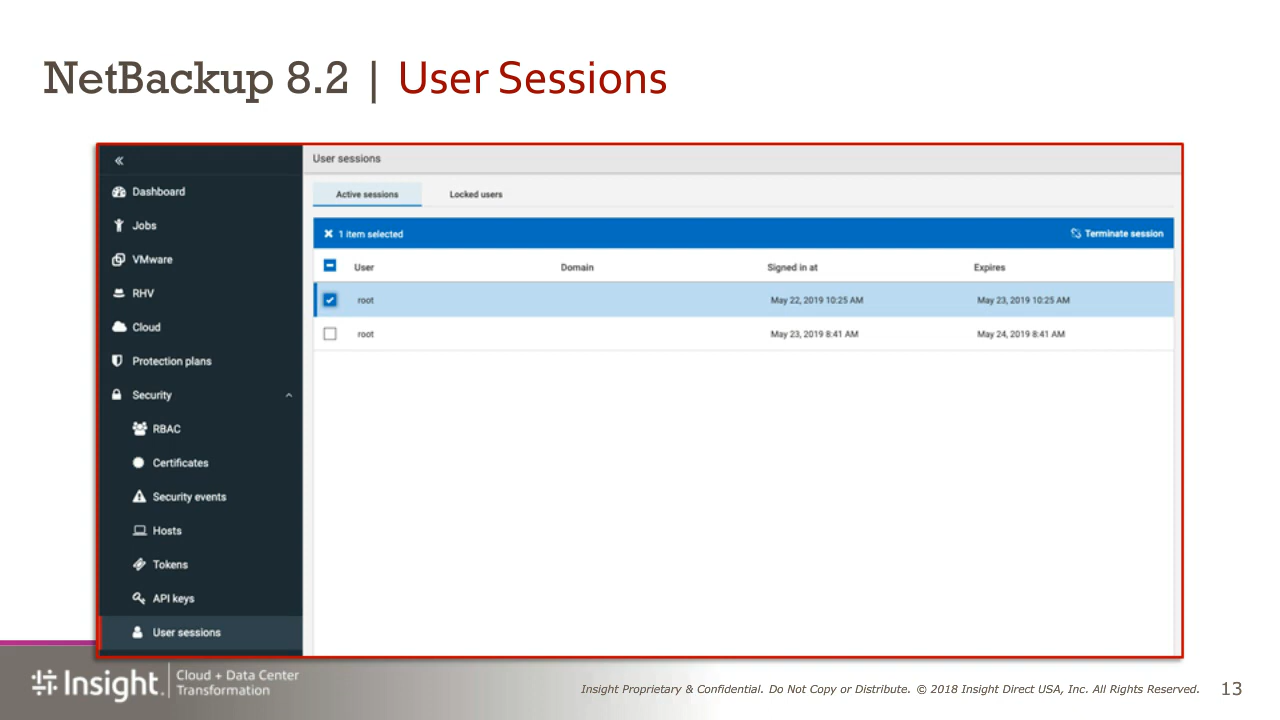 NetBackup 8.2 | User Sessions
«
User sessions
Dashboard
Active sessions
Locked users
Jobs
1 item selected
Terminate session
VMware
User
Domain
Signed in at
Expires
RHV
root
May 22, 2019 10:25 AM
May 23, 2019 10:25 AM
Cloud
root
May 23, 2019 8:41 AM
May 24, 2019 8:41 AM
Protection plans
Security
RBAC
Certificates
Security events
Hosts
Tokens
API keys
User sessions
Insight.
Cloud + Data Center
Transformation
Insight Proprietary & Confidential. Do Not Copy or Distribute. © 2018 Insight Direct USA, Inc. All Rights Reserved.
13